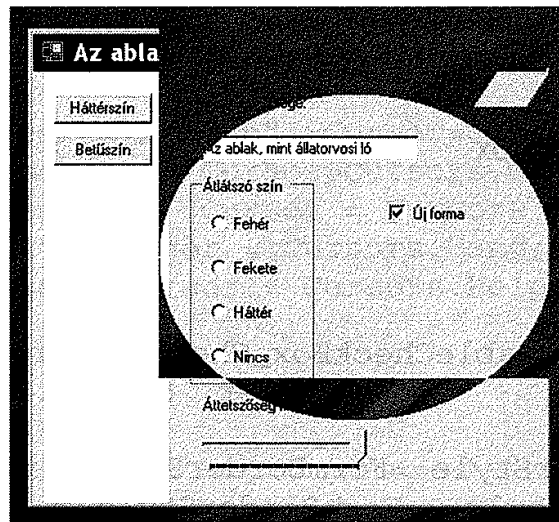 Az abla
Háttérszín
Betűszín
Az ablak, mint állatorvosi ló
Átlátszó szín
Fehér
Új forma
Fekete
Háttér
Nincs
Áttetszőség